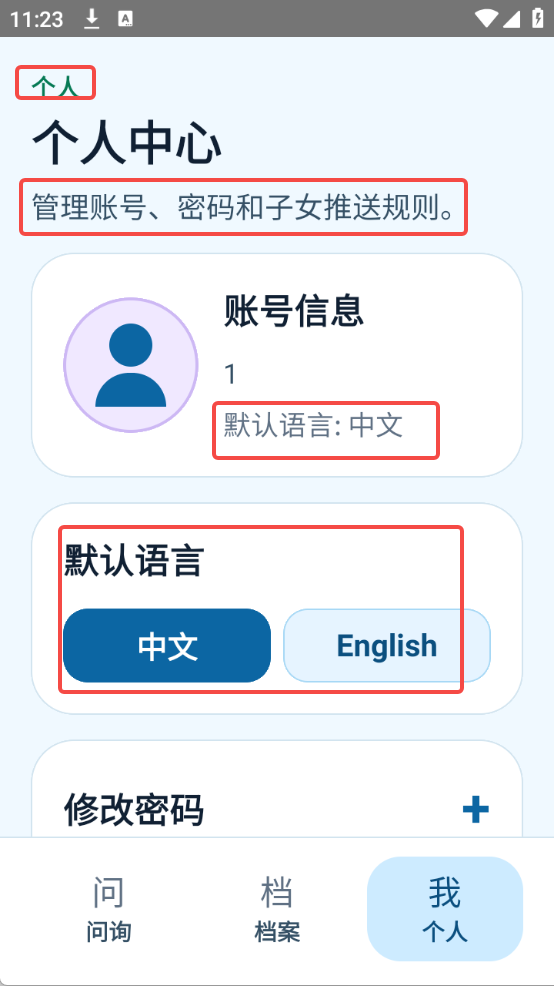 11:23
个人
个人中心
管理账号、密码和子女推送规则。
账号信息
1
默认语言: 中文
默认语言
中文 English
修改密码 +
问 档 我
问询 档案 个人